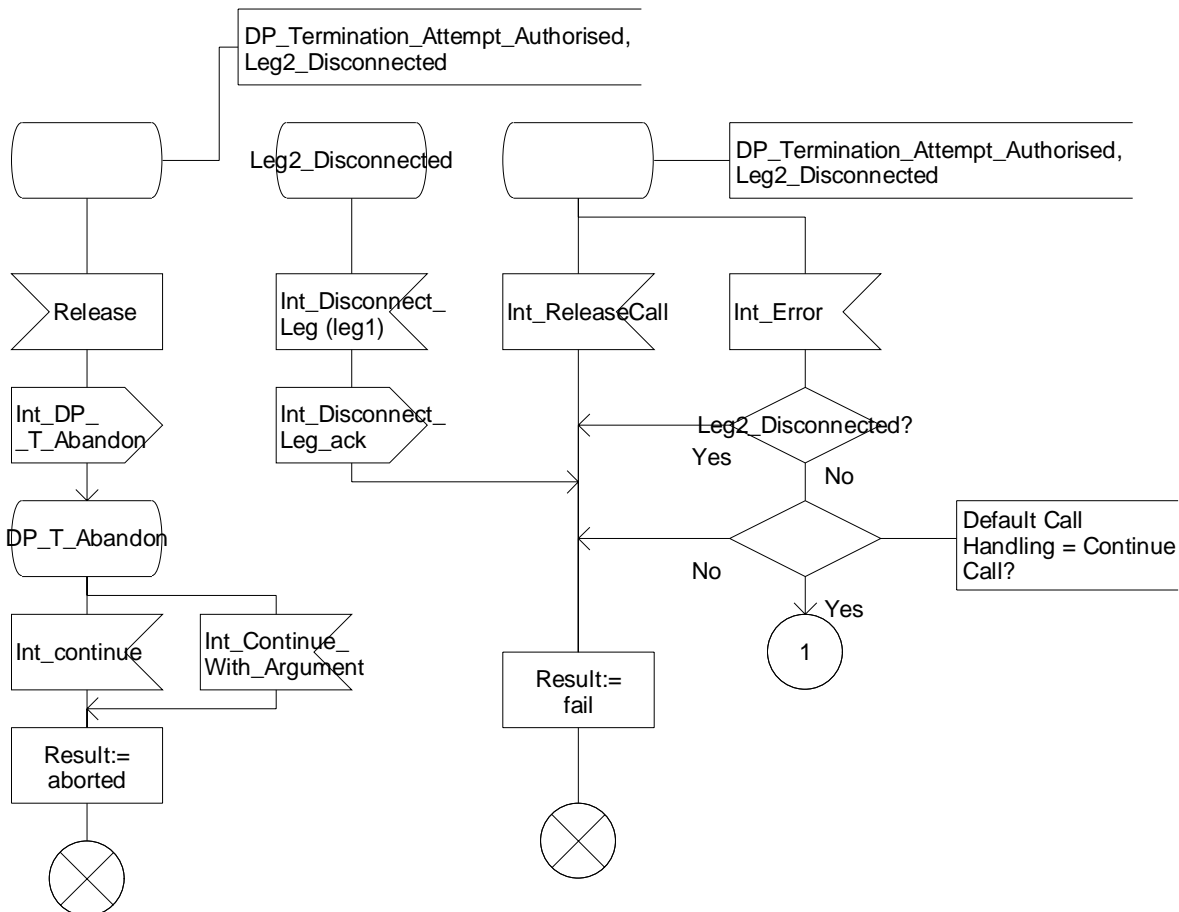 DP_Termination_Attempt_Authorised,
Leg2_Disconnected
Leg2_Disconnected
DP_Termination_Attempt_Authorised,
Leg2_Disconnected
Release
Int_Disconnect_
Leg (leg1)
Int_ReleaseCall
Int_Error
Int_DP_
_T_Abandon
Int_Disconnect_
Leg_ack
Leg2_Disconnected?
Yes
No
DP_T_Abandon
Default Call
Handling = Continue
Call?
No
Yes
Int_continue
Int_Continue_
With_Argument
1
Result:=
fail
Result:=
aborted